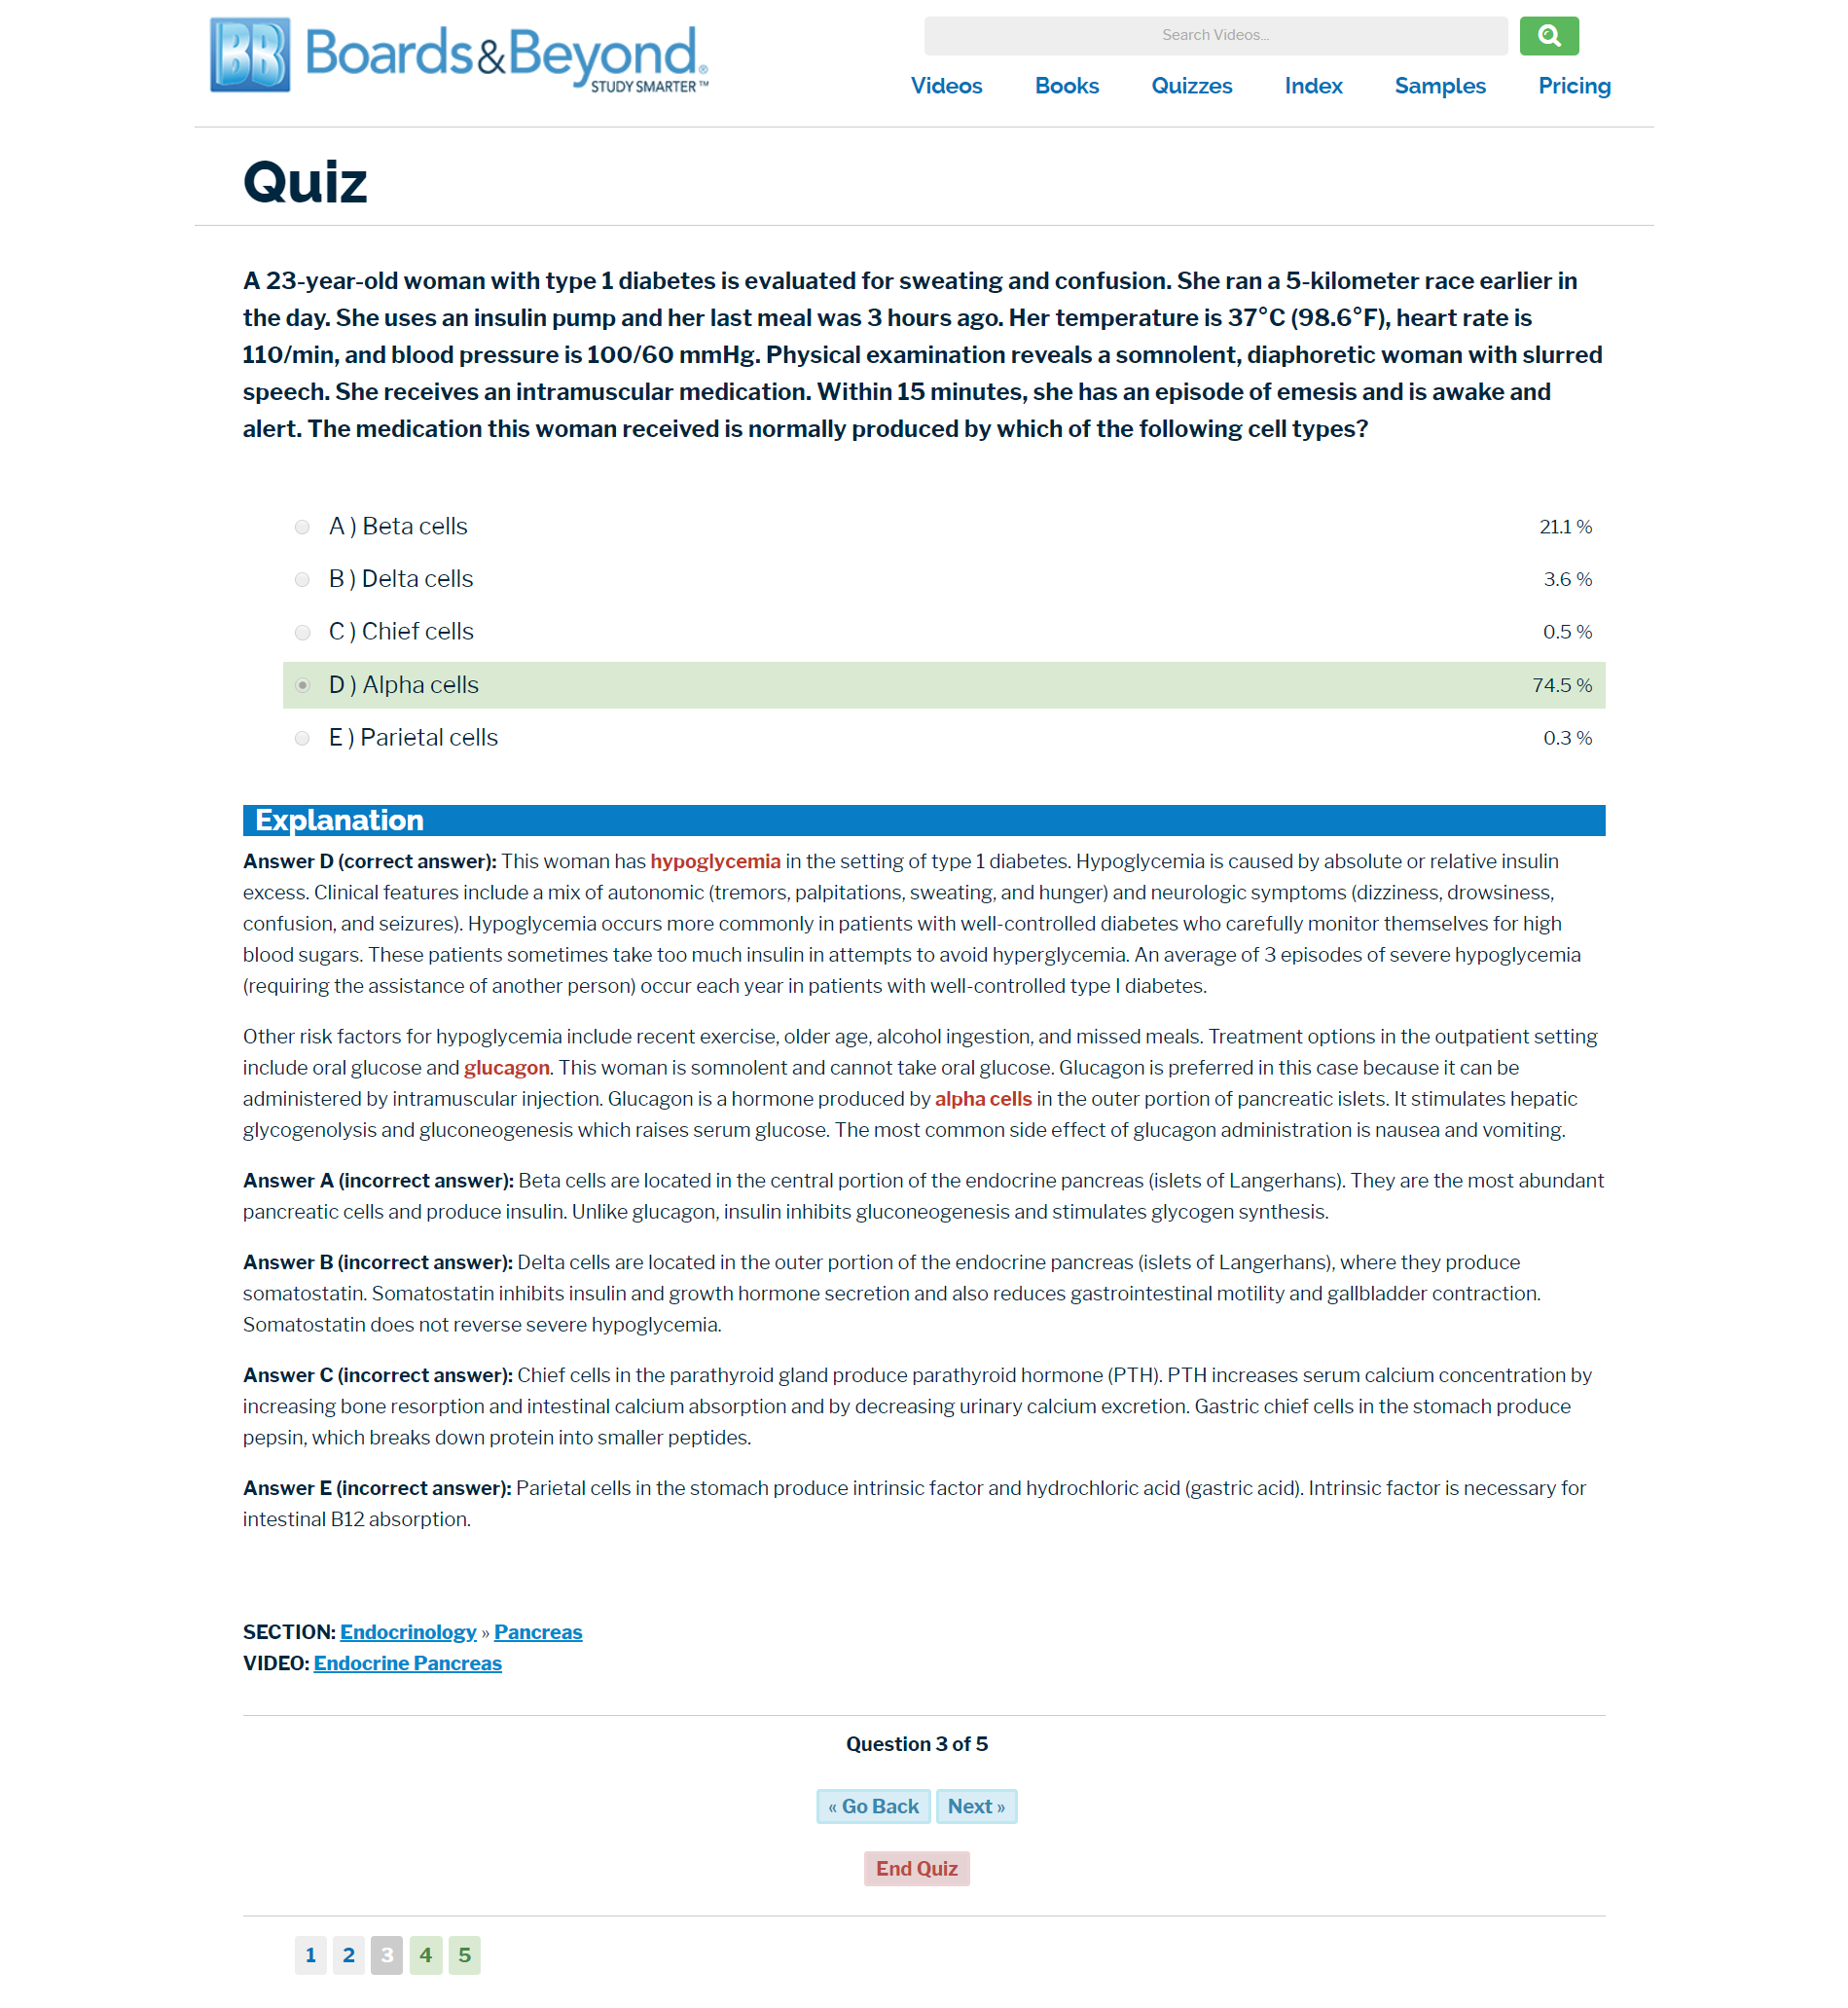 BB Boards&Beyond®
STUDY SMARTER™
Search Videos...
Videos Books Quizzes Index Samples Pricing
Quiz
A 23-year-old woman with type 1 diabetes is evaluated for sweating and confusion. She ran a 5-kilometer race earlier in
the day. She uses an insulin pump and her last meal was 3 hours ago. Her temperature is 37°C (98.6°F), heart rate is
110/min, and blood pressure is 100/60 mmHg. Physical examination reveals a somnolent, diaphoretic woman with slurred
speech. She receives an intramuscular medication. Within 15 minutes, she has an episode of emesis and is awake and
alert. The medication this woman received is normally produced by which of the following cell types?
A ) Beta cells 21.1 %
B ) Delta cells 3.6 %
C ) Chief cells 0.5 %
D ) Alpha cells 74.5 %
E ) Parietal cells 0.3 %
Explanation
Answer D (correct answer): This woman has hypoglycemia in the setting of type 1 diabetes. Hypoglycemia is caused by absolute or relative insulin
excess. Clinical features include a mix of autonomic (tremors, palpitations, sweating, and hunger) and neurologic symptoms (dizziness, drowsiness,
confusion, and seizures). Hypoglycemia occurs more commonly in patients with well-controlled diabetes who carefully monitor themselves for high
blood sugars. These patients sometimes take too much insulin in attempts to avoid hyperglycemia. An average of 3 episodes of severe hypoglycemia
(requiring the assistance of another person) occur each year in patients with well-controlled type I diabetes.
Other risk factors for hypoglycemia include recent exercise, older age, alcohol ingestion, and missed meals. Treatment options in the outpatient setting
include oral glucose and glucagon. This woman is somnolent and cannot take oral glucose. Glucagon is preferred in this case because it can be
administered by intramuscular injection. Glucagon is a hormone produced by alpha cells in the outer portion of pancreatic islets. It stimulates hepatic
glycogenolysis and gluconeogenesis which raises serum glucose. The most common side effect of glucagon administration is nausea and vomiting.
Answer A (incorrect answer): Beta cells are located in the central portion of the endocrine pancreas (islets of Langerhans). They are the most abundant
pancreatic cells and produce insulin. Unlike glucagon, insulin inhibits gluconeogenesis and stimulates glycogen synthesis.
Answer B (incorrect answer): Delta cells are located in the outer portion of the endocrine pancreas (islets of Langerhans), where they produce
somatostatin. Somatostatin inhibits insulin and growth hormone secretion and also reduces gastrointestinal motility and gallbladder contraction.
Somatostatin does not reverse severe hypoglycemia.
Answer C (incorrect answer): Chief cells in the parathyroid gland produce parathyroid hormone (PTH). PTH increases serum calcium concentration by
increasing bone resorption and intestinal calcium absorption and by decreasing urinary calcium excretion. Gastric chief cells in the stomach produce
pepsin, which breaks down protein into smaller peptides.
Answer E (incorrect answer): Parietal cells in the stomach produce intrinsic factor and hydrochloric acid (gastric acid). Intrinsic factor is necessary for
intestinal B12 absorption.
SECTION: Endocrinology » Pancreas
VIDEO: Endocrine Pancreas
Question 3 of 5
« Go Back Next »
End Quiz
1 2 3 4 5